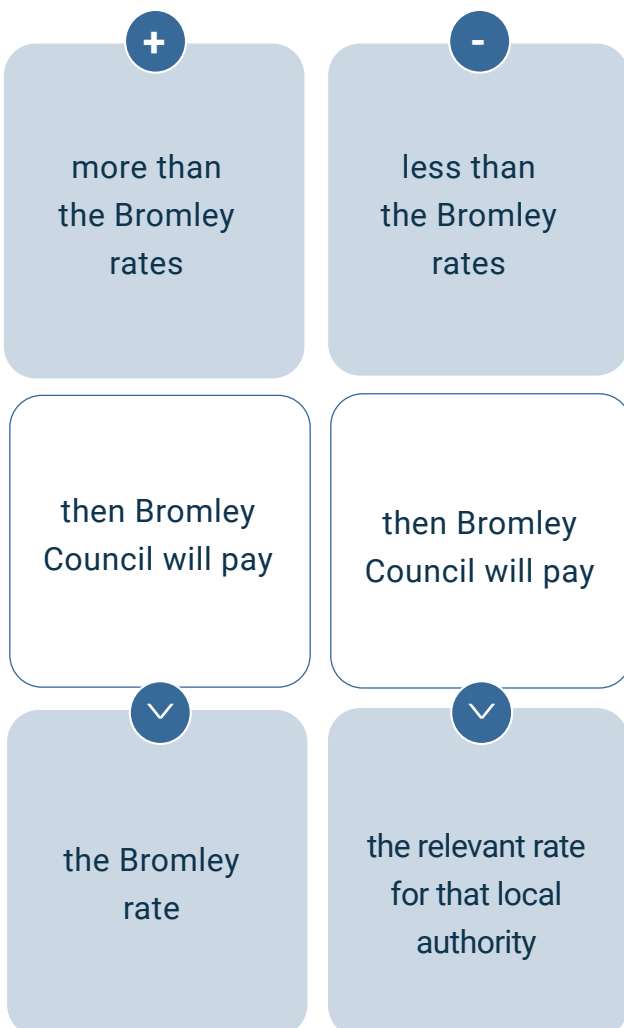 +
more than
the Bromley
rates
then Bromley
Council will pay
the Bromley
rate
-
less than
the Bromley
rates
then Bromley
Council will pay
the relevant rate
for that local
authority